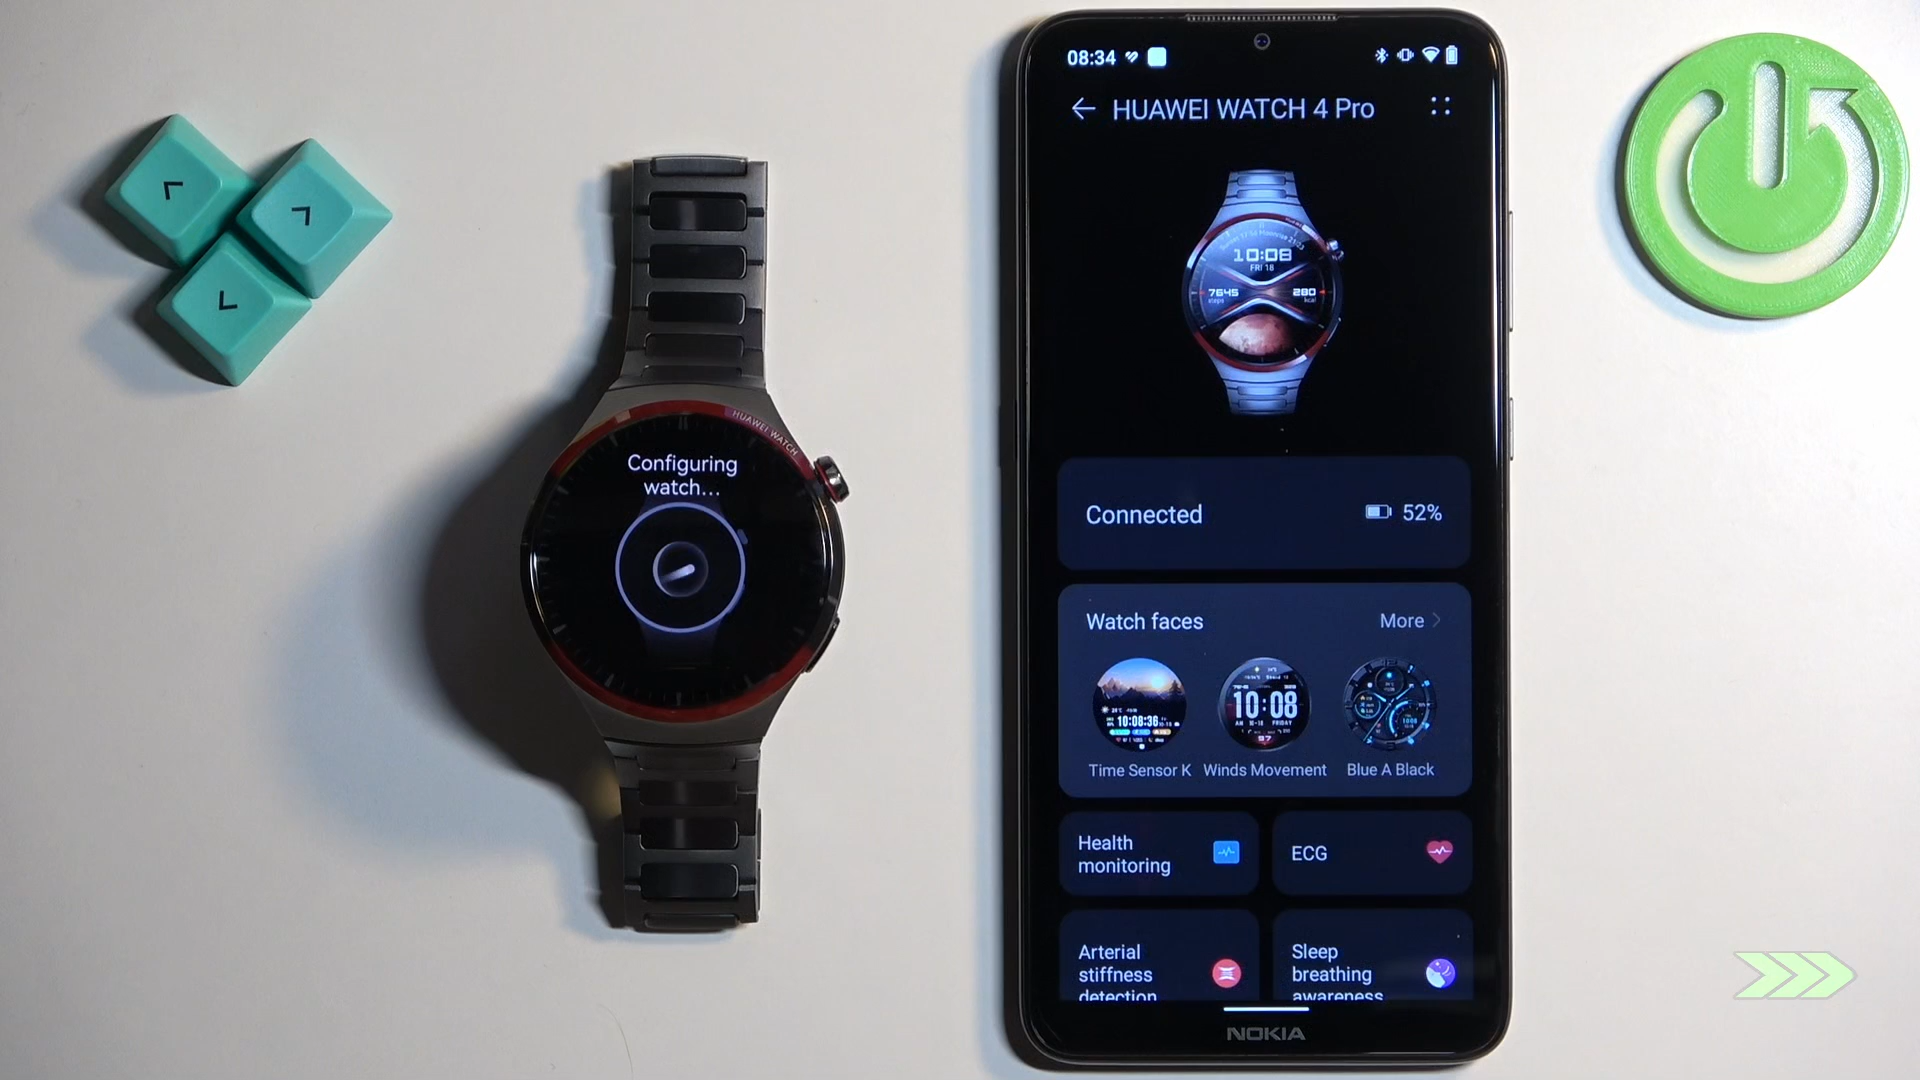 HUAWEI WATCH
Configuring
watch...
08:34
HUAWEI WATCH 4 Pro
10:08
FRI 18
7645
280
steps
kcal
Connected
52%
Watch faces
More
10:08:36
10:08
Time Sensor K
Winds Movement
Blue A Black
Health
monitoring
ECG
Arterial
stiffness
detection
Sleep
breathing
awareness
NOKIA